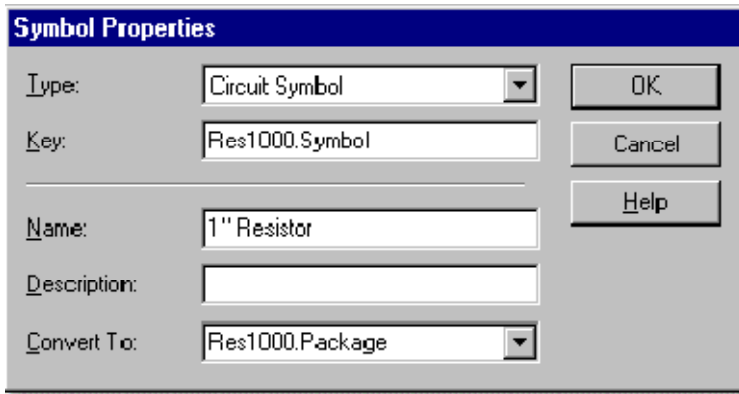 Symbol Properties
Type: Circuit Symbol OK
Key: Res1000.Symbol Cancel
Help
Name: 1" Resistor
Description:
Convert To: Res1000.Package